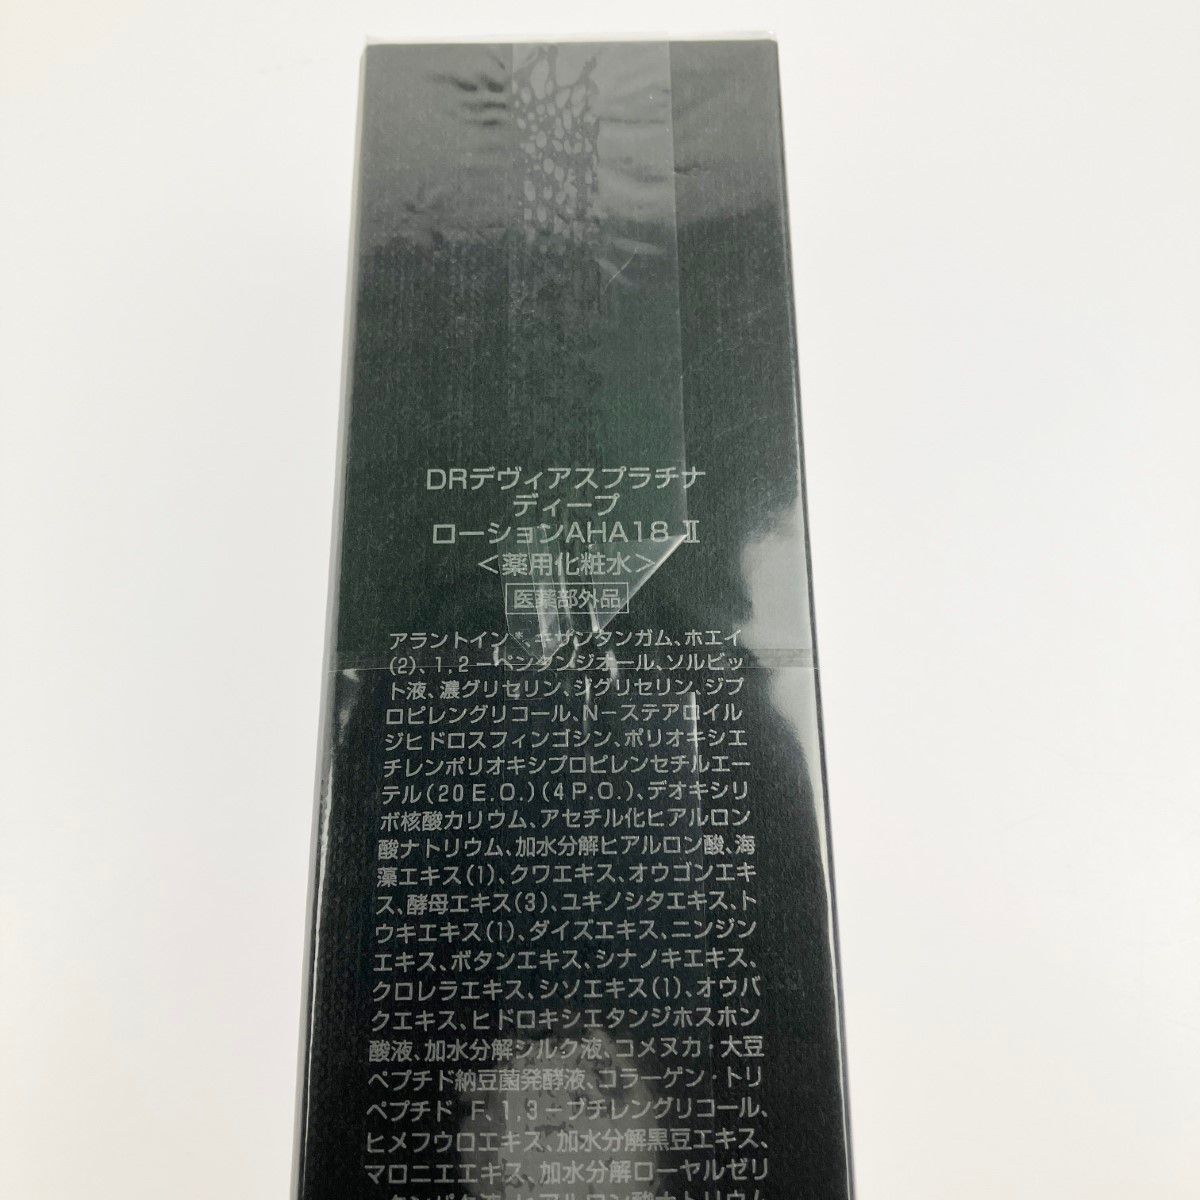 DRデヴィアスプラチナ
ディープ
ローションAHA18 Ⅱ
＜薬用化粧水＞
医薬部外品
アラントイン*、キサンタンガム、ホエイ
(2)、1,2−ペンタンジオール、ソルビッ
ト液、濃グリセリン、ジグリセリン、ジプ
ロピレングリコール、N−ステアロイル
ジヒドロスフィンゴシン、ポリオキシエ
チレンポリオキシプロピレンセチルエー
テル(20E.O.)(4P.O.)、デオキシリ
ボ核酸カリウム、アセチル化ヒアルロン
酸ナトリウム、加水分解ヒアルロン酸、海
藻エキス(1)、クワエキス、オウゴンエキ
ス、酵母エキス(3)、ユキノシタエキス、ト
ウキエキス(1)、ダイズエキス、ニンジン
エキス、ボタンエキス、シナノキエキス、
クロレラエキス、シソエキス(1)、オウバ
クエキス、ヒドロキシエタンジホスホン
酸液、加水分解シルク液、コメヌカ・大豆
ペプチド納豆菌発酵液、コラーゲン・トリ
ペプチド F、1,3−ブチレングリコール、
ヒメフウロエキス、加水分解黒豆エキス、
マロニエエキス、加水分解ローヤルゼリ
ータンパク液、ヒアルロン酸ナトリウム